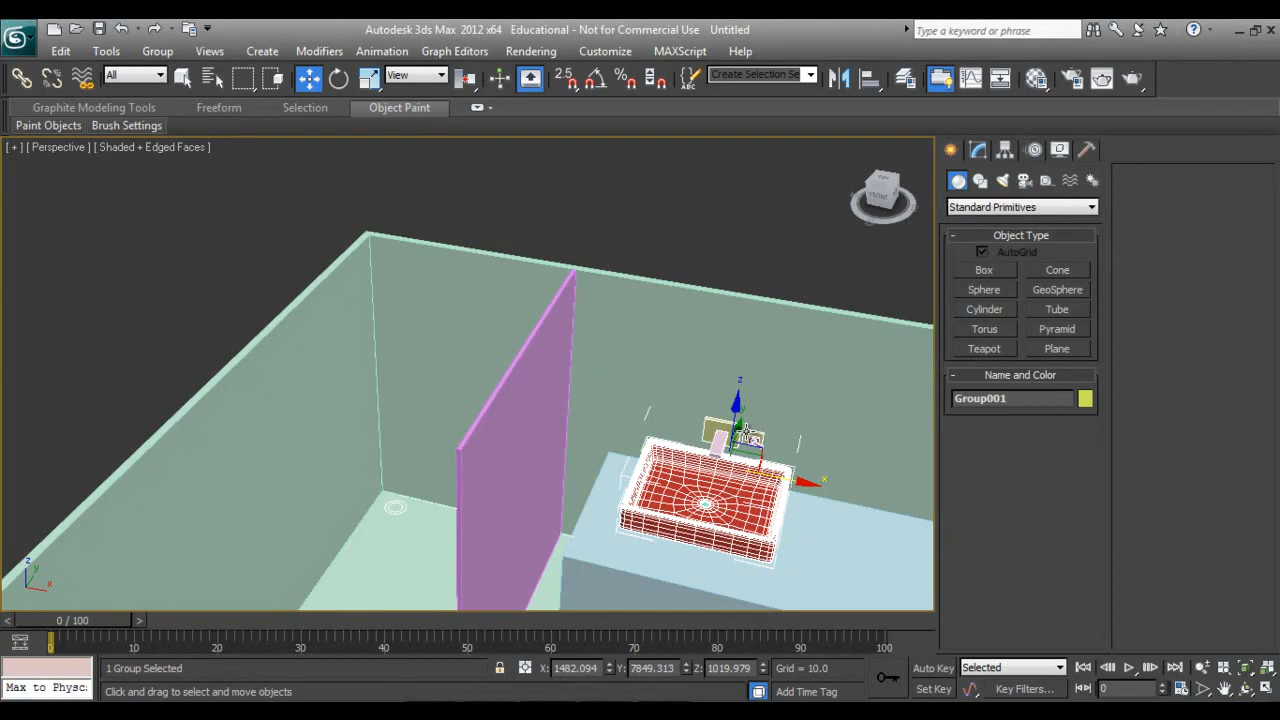 Autodesk 3ds Max 2012 x64 Educational - Not for Commercial Use Untitled
Type a keyword or phrase
Edit Tools Group Views Create Modifiers Animation Graph Editors Rendering Customize MAXScript Help
All View 2.5 Create Selection Se
Graphite Modeling Tools Freeform Selection Object Paint
Paint Objects Brush Settings
[ + ] [ Perspective ] [ Shaded + Edged Faces ]
FRONT
Standard Primitives
- Object Type
AutoGrid
Box Cone
Sphere GeoSphere
Cylinder Tube
Torus Pyramid
Teapot Plane
- Name and Color
Group001
z
y
x
z
y
x
< 0 / 100 >
0 10 20 30 40 50 60 70 80 90 100
1 Group Selected X: 1482.094 Y: 7849.313 Z: 1019.979 Grid = 10.0 Auto Key Selected
Max to Physc. Click and drag to select and move objects Add Time Tag Set Key Key Filters... 0